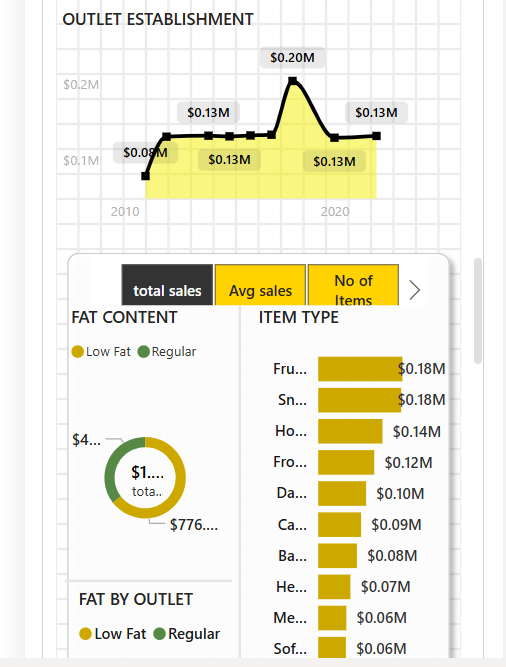 OUTLET ESTABLISHMENT
$0.20M
$0.2M
$0.13M
$0.13M
$0.08M
$0.13M
$0.13M
$0.1M
2010
2020
total sales
Avg sales
No of
Items
FAT CONTENT
Low Fat
Regular
$4...
$1....
tota..
$776....
ITEM TYPE
Fru... $0.18M
Sn... $0.18M
Ho... $0.14M
Fro... $0.12M
Da... $0.10M
Ca... $0.09M
Ba... $0.08M
He... $0.07M
Me... $0.06M
Sof... $0.06M
FAT BY OUTLET
Low Fat
Regular